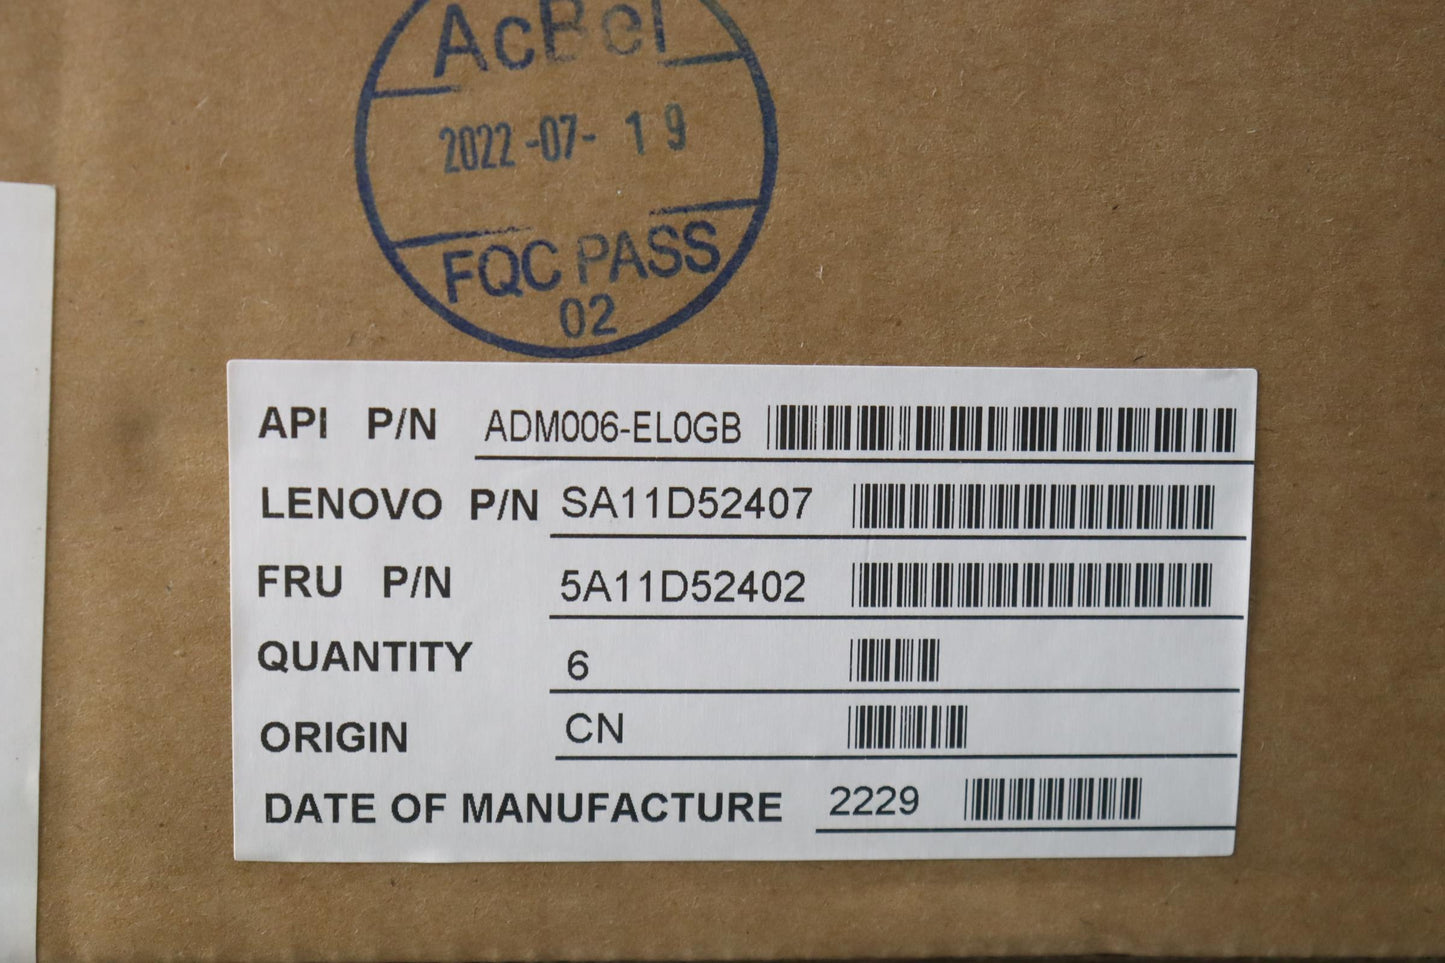 AcBel
2022-07-19
FQC PASS
02
API P/N ADM006-EL0GB
LENOVO P/N SA11D52407
FRU P/N 5A11D52402
QUANTITY 6
ORIGIN CN
DATE OF MANUFACTURE 2229